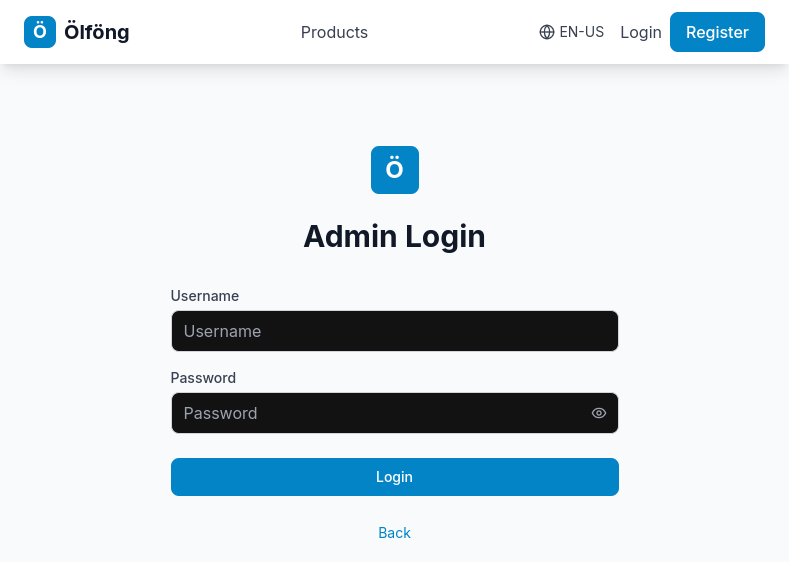 Ö Ölföng Products EN-US Login Register
Ö
Admin Login
Username
Username
Password
Password
Login
Back